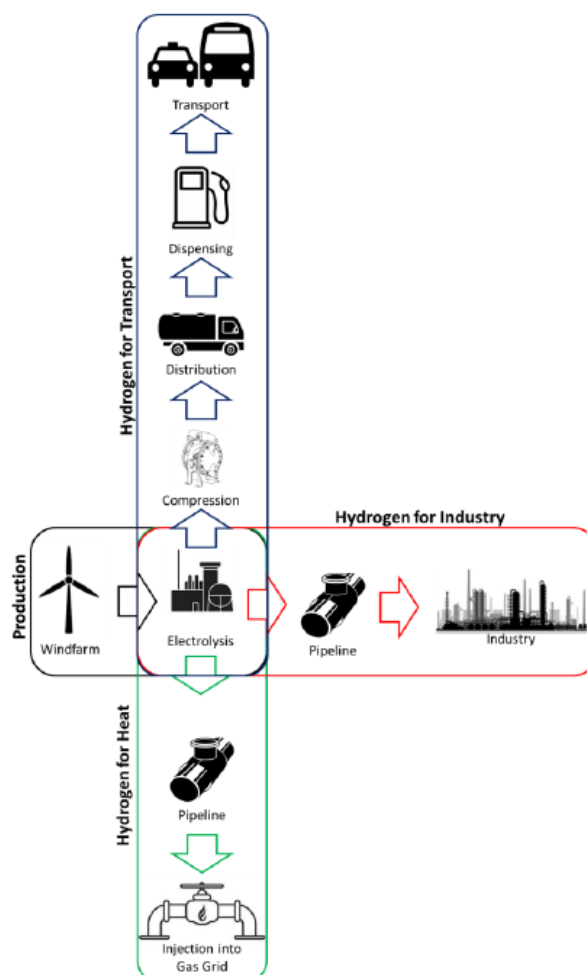 Transport
Dispensing
Hydrogen for Transport
Distribution
Compression
Hydrogen for Industry
Production
Windfarm
Electrolysis
Pipeline
Industry
Hydrogen for Heat
Pipeline
Injection into
Gas Grid